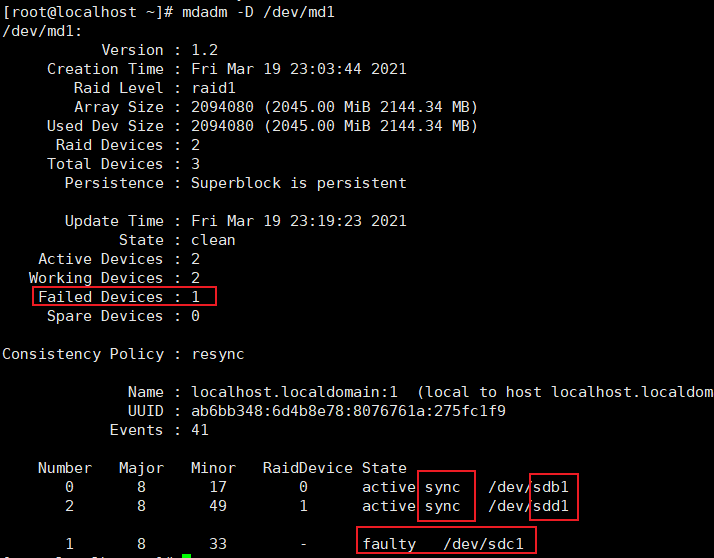 [root@localhost ~]# mdadm -D /dev/md1
/dev/md1:
Version : 1.2
Creation Time : Fri Mar 19 23:03:44 2021
Raid Level : raid1
Array Size : 2094080 (2045.00 MiB 2144.34 MB)
Used Dev Size : 2094080 (2045.00 MiB 2144.34 MB)
Raid Devices : 2
Total Devices : 3
Persistence : Superblock is persistent
Update Time : Fri Mar 19 23:19:23 2021
State : clean
Active Devices : 2
Working Devices : 2
Failed Devices : 1
Spare Devices : 0
Consistency Policy : resync
Name : localhost.localdomain:1  (local to host localhost.localdom
UUID : ab6bb348:6d4b8e78:8076761a:275fc1f9
Events : 41
Number   Major   Minor   RaidDevice State
0       8       17        0      active sync   /dev/sdb1
2       8       49        1      active sync   /dev/sdd1
1       8       33        -      faulty   /dev/sdc1